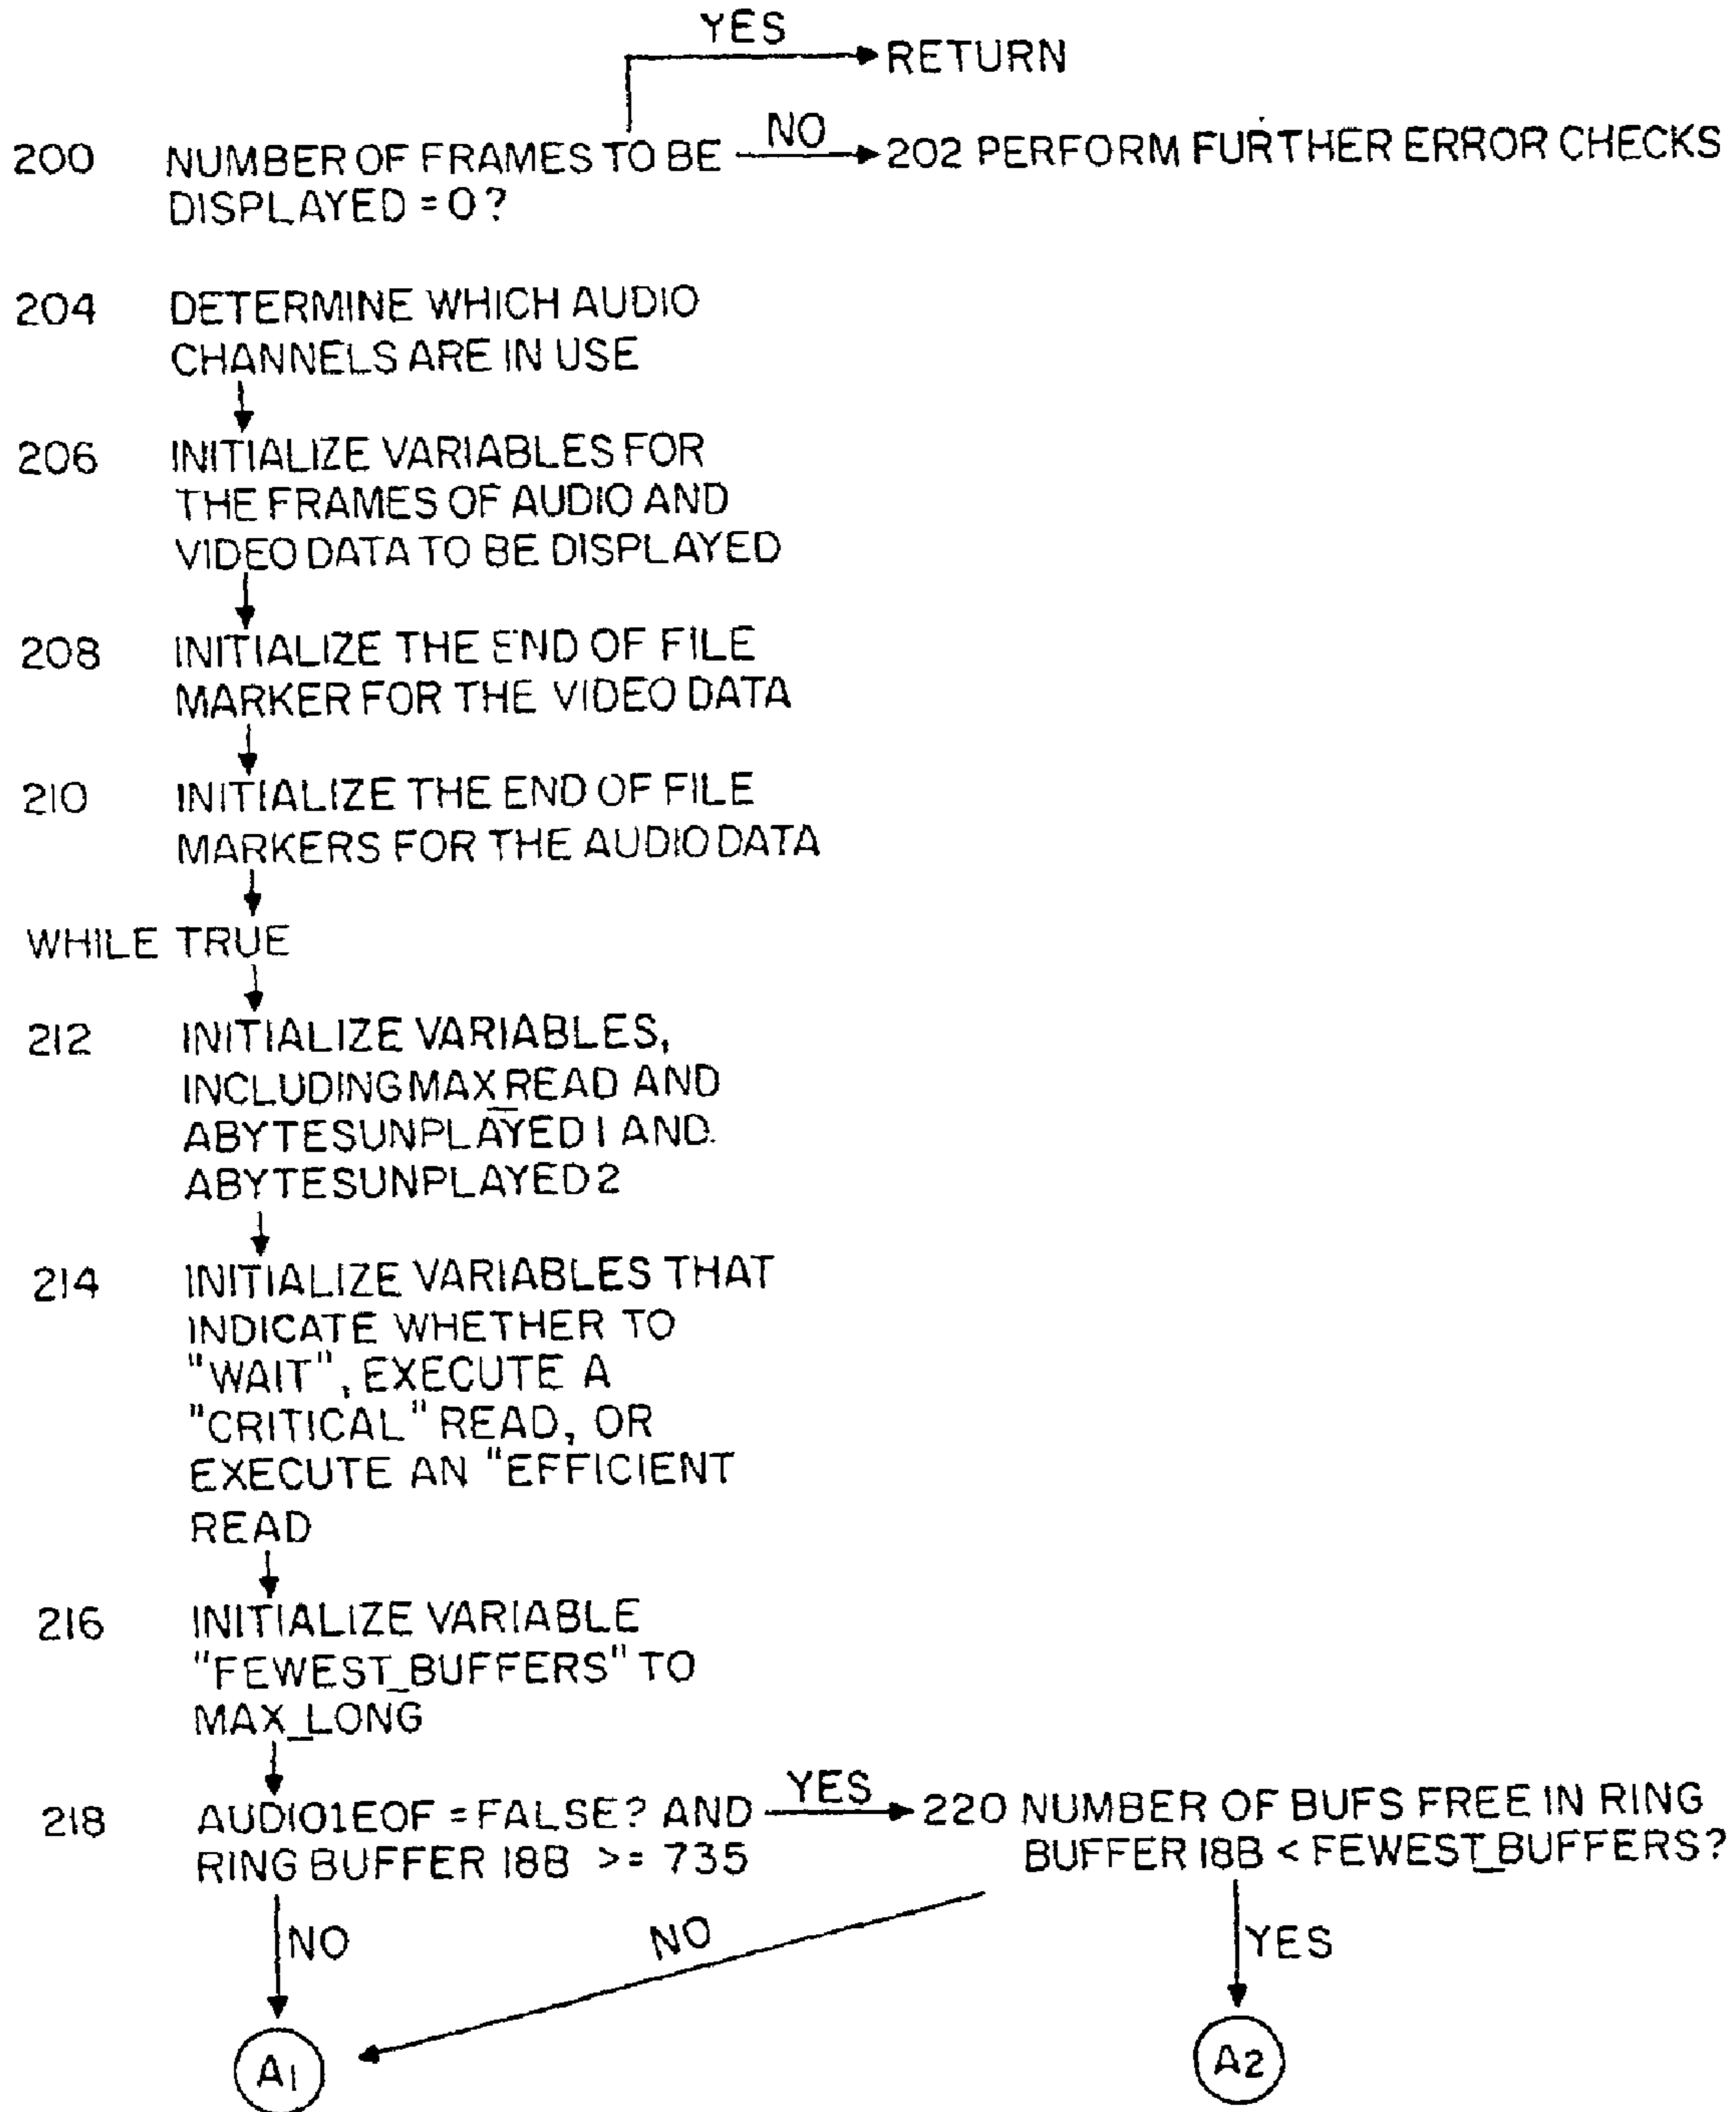 YES
RETURN
200 NUMBER OF FRAMES TO BE DISPLAYED = 0?
NO
202 PERFORM FURTHER ERROR CHECKS
204 DETERMINE WHICH AUDIO
CHANNELS ARE IN USE
206 INITIALIZE VARIABLES FOR
THE FRAMES OF AUDIO AND
VIDEO DATA TO BE DISPLAYED
208 INITIALIZE THE END OF FILE
MARKER FOR THE VIDEO DATA
210 INITIALIZE THE END OF FILE
MARKERS FOR THE AUDIO DATA
WHILE TRUE
212 INITIALIZE VARIABLES,
INCLUDING MAX_READ AND
ABYTESUNPLAYED1 AND.
ABYTESUNPLAYED2
214 INITIALIZE VARIABLES THAT
INDICATE WHETHER TO
"WAIT", EXECUTE A
"CRITICAL" READ, OR
EXECUTE AN "EFFICIENT
READ
216 INITIALIZE VARIABLE
"FEWEST_BUFFERS" TO
MAX_LONG
218 AUDIO1EOF = FALSE? AND
RING BUFFER 18B >= 735
YES
220 NUMBER OF BUFS FREE IN RING
BUFFER 18B < FEWEST_BUFFERS?
NO
NO
YES
A1
A2